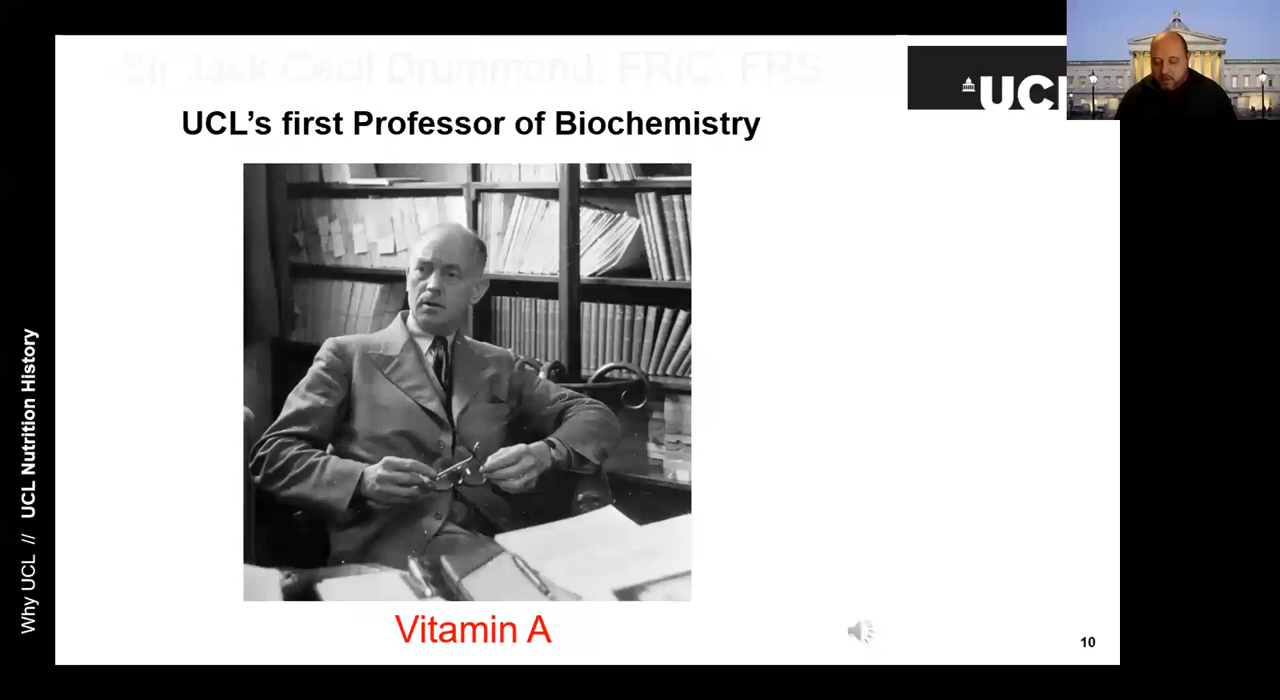 Sir Jack Cecil Drummond, FRIC, FRS
UCL
UCL’s first Professor of Biochemistry
Why UCL // UCL Nutrition History
Vitamin A
10